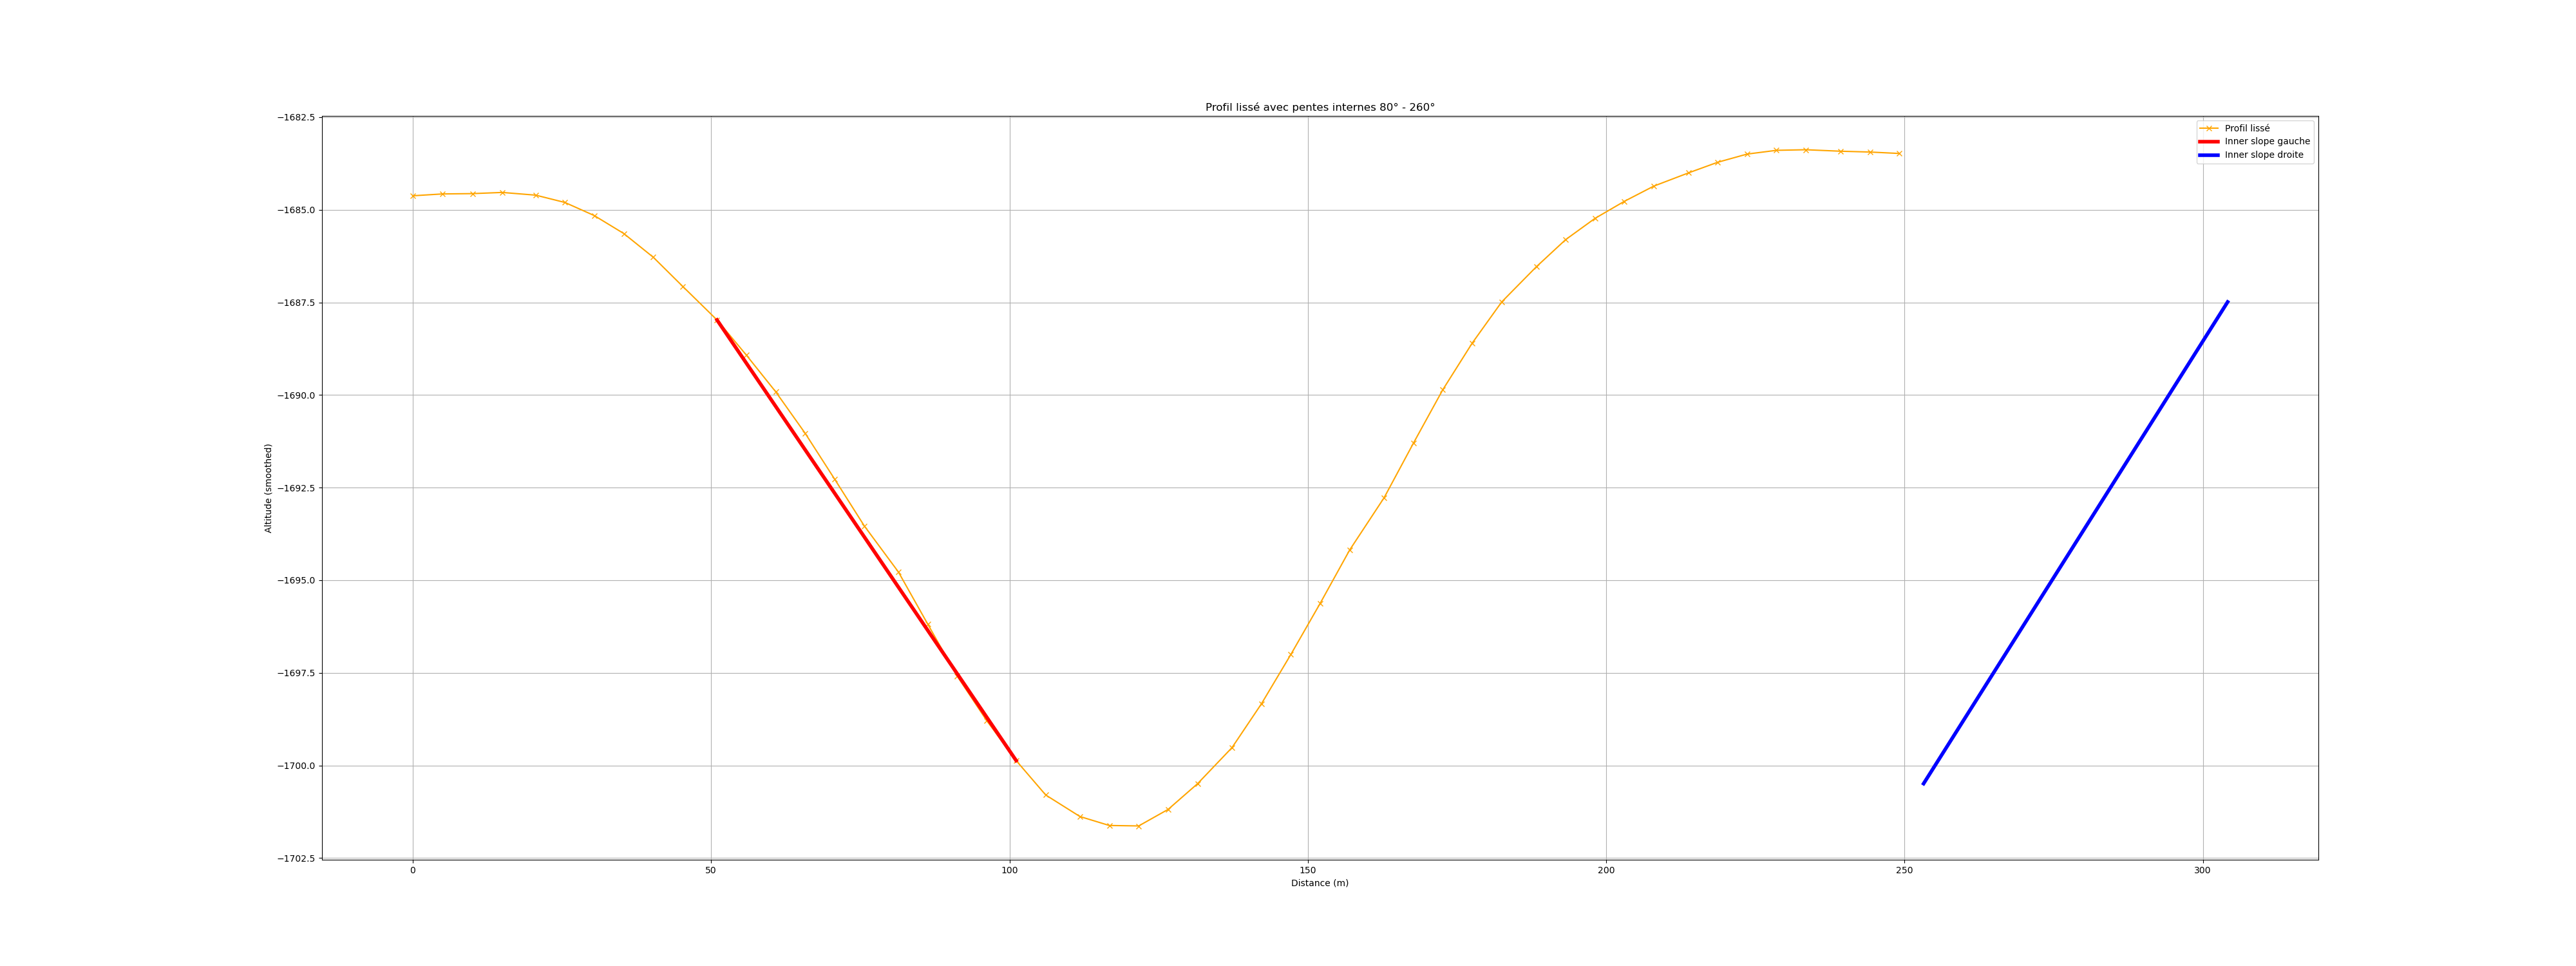 Profil lissé avec pentes internes 80° - 260°
Profil lissé
Inner slope gauche
Inner slope droite
Altitude (smoothed)
−1682.5
−1685.0
−1687.5
−1690.0
−1692.5
−1695.0
−1697.5
−1700.0
−1702.5
0 50 100 150 200 250 300
Distance (m)